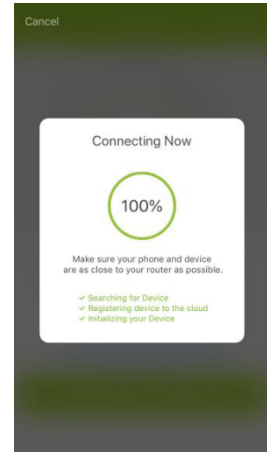 Cancel
Connecting Now
100%
Make sure your phone and device
are as close to your router as possible.
✓ Searching for Device
✓ Registering device to the cloud
✓ Initializing your Device